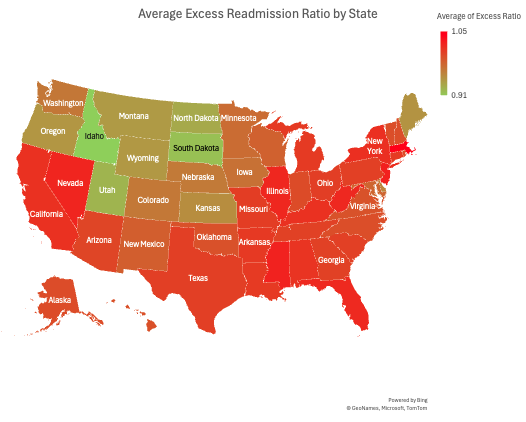 Average Excess Readmission Ratio by State
Average of Excess Ratio
1.05
0.91
Washington
Montana
North Dakota
Minnesota
Oregon
Idaho
South Dakota
Wyoming
New
York
Nebraska
Iowa
Nevada
Utah
Illinois
Ohio
Colorado
Kansas
Missouri
Virginia
California
Arizona
New Mexico
Oklahoma
Arkansas
Georgia
Texas
Alaska
Powered by Bing
© GeoNames, Microsoft, TomTom